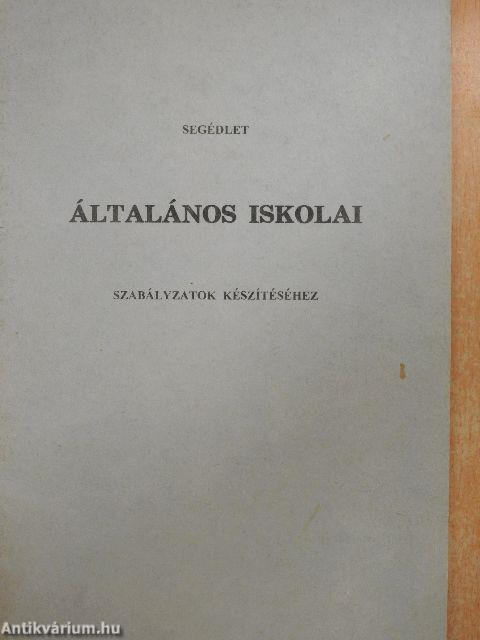 SEGÉDLET
ÁLTALÁNOS ISKOLAI
SZABÁLYZATOK KÉSZÍTÉSÉHEZ
Antikvárium.hu